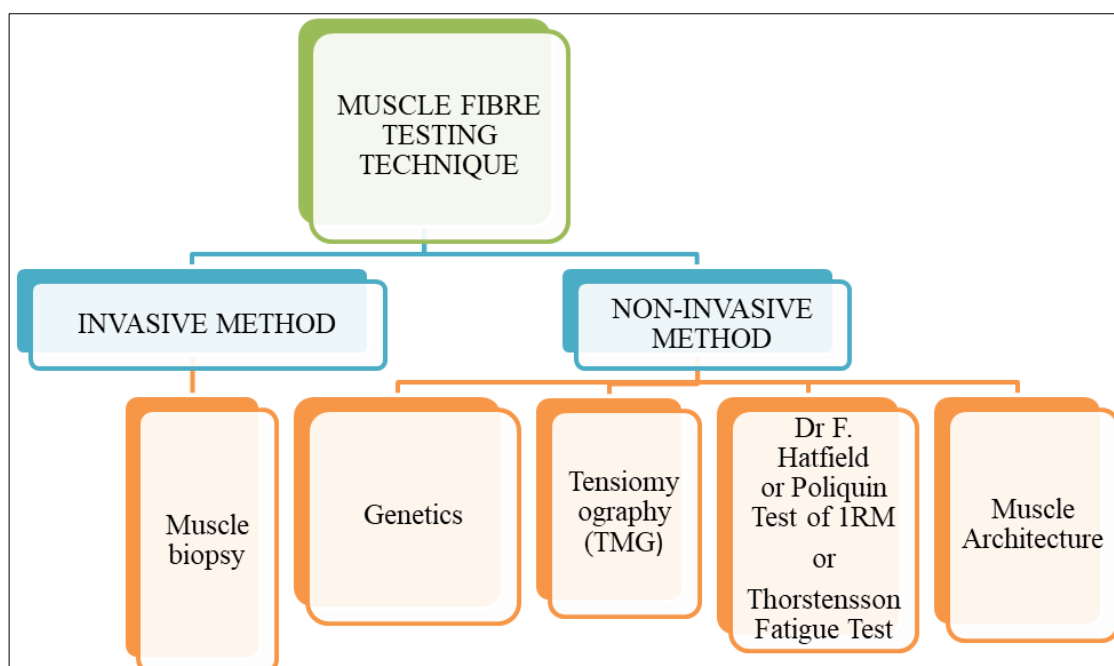 MUSCLE FIBRE
TESTING
TECHNIQUE
INVASIVE METHOD
NON-INVASIVE
METHOD
Muscle
biopsy
Genetics
Tensiomy
ography
(TMG)
Dr F.
Hatfield
or Poliquin
Test of 1RM
or
Thorstensson
Fatigue Test
Muscle
Architecture